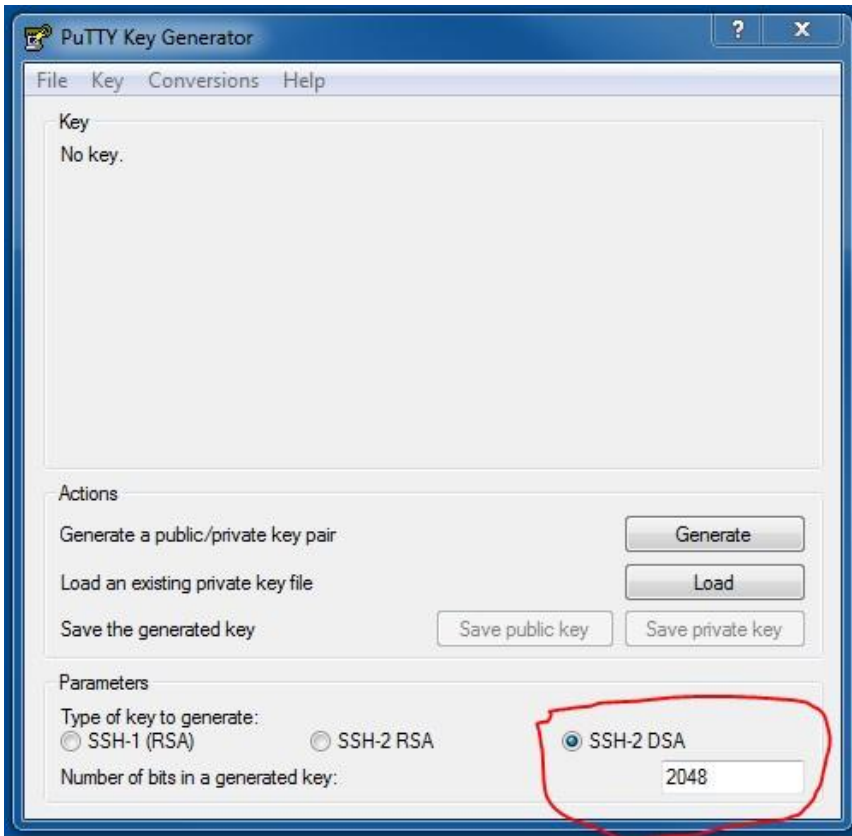 PuTTY Key Generator
? x
File Key Conversions Help
Key
No key.
Actions
Generate a public/private key pair Generate
Load an existing private key file Load
Save the generated key Save public key Save private key
Parameters
Type of key to generate:
SSH-1 (RSA) SSH-2 RSA SSH-2 DSA
Number of bits in a generated key: 2048